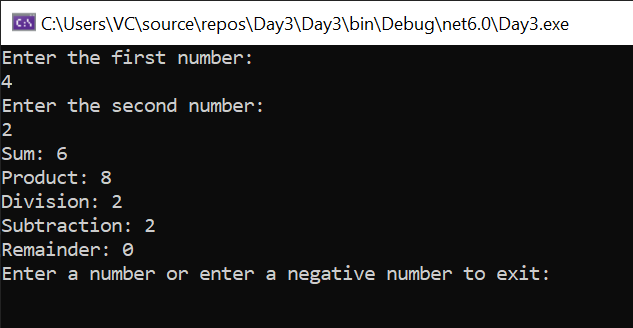 C:\Users\VC\source\repos\Day3\Day3\bin\Debug\net6.0\Day3.exe
Enter the first number:
4
Enter the second number:
2
Sum: 6
Product: 8
Division: 2
Subtraction: 2
Remainder: 0
Enter a number or enter a negative number to exit: